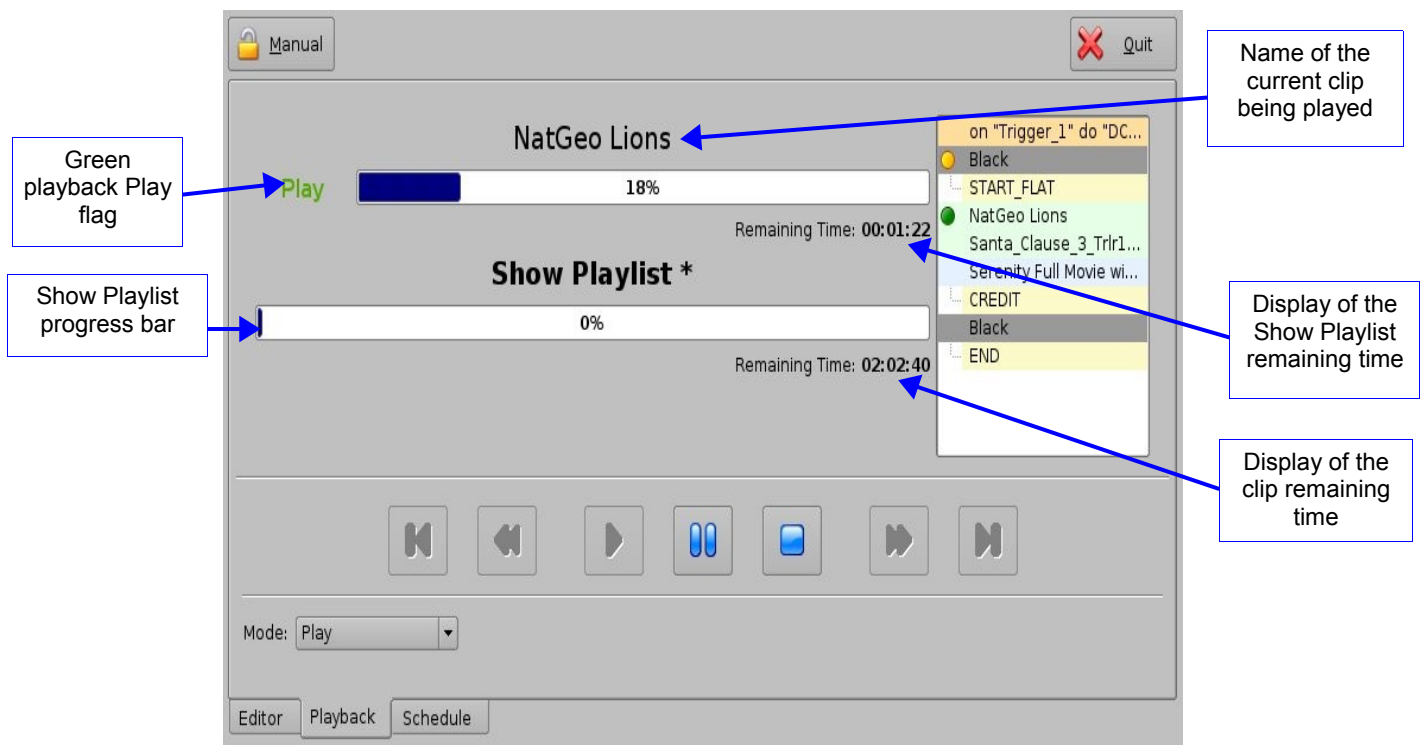 Manual
Quit
Name of the
current clip
being played
Green
playback Play
flag
NatGeo Lions
Play
18%
Remaining Time: 00:01:22
Show Playlist
progress bar
Show Playlist *
0%
Remaining Time: 02:02:40
on "Trigger_1" do "DC...
Black
START_FLAT
NatGeo Lions
Santa_Clause_3_Trlr1...
Serenity Full Movie wi...
CREDIT
Black
END
Display of the
Show Playlist
remaining time
Display of the
clip remaining
time
Mode: Play
Editor Playback Schedule